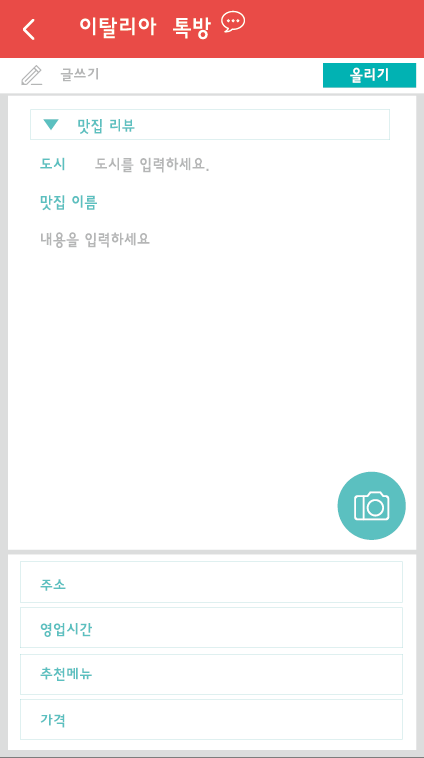 이탈리아 톡방
글쓰기 올리기
맛집 리뷰
도시 도시를 입력하세요.
맛집 이름
내용을 입력하세요
주소
영업시간
추천메뉴
가격